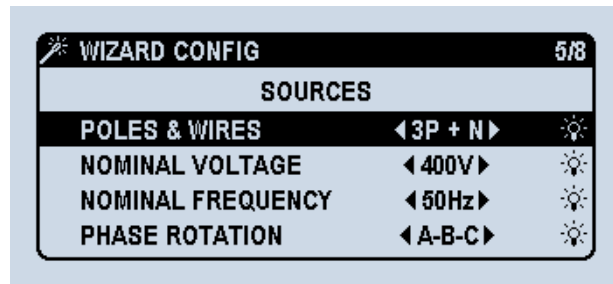 WIZARD CONFIG 5/8
SOURCES
POLES & WIRES 3P + N
NOMINAL VOLTAGE 400V
NOMINAL FREQUENCY 50Hz
PHASE ROTATION A-B-C